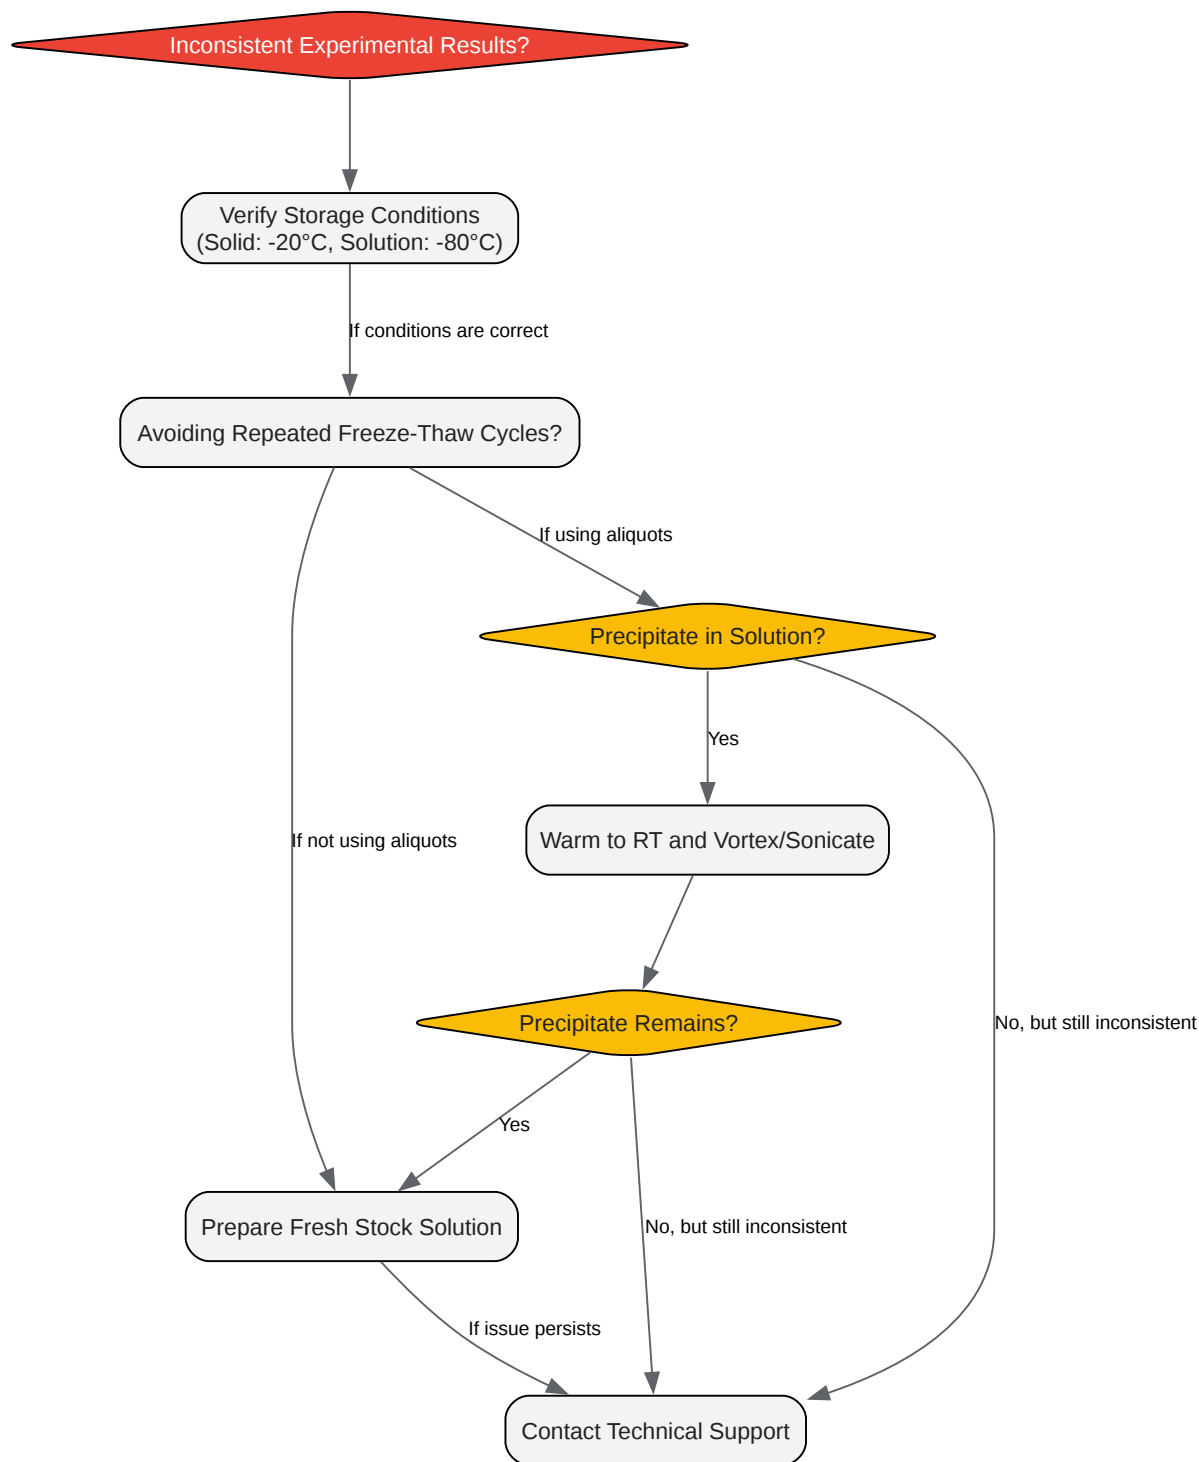 Inconsistent Experimental Results?
Verify Storage Conditions
(Solid: -20°C, Solution: -80°C)
If conditions are correct
Avoiding Repeated Freeze-Thaw Cycles?
If using aliquots
Precipitate in Solution?
Yes
If not using aliquots
Warm to RT and Vortex/Sonicate
Precipitate Remains?
No, but still inconsistent
Yes
Prepare Fresh Stock Solution
No, but still inconsistent
If issue persists
Contact Technical Support